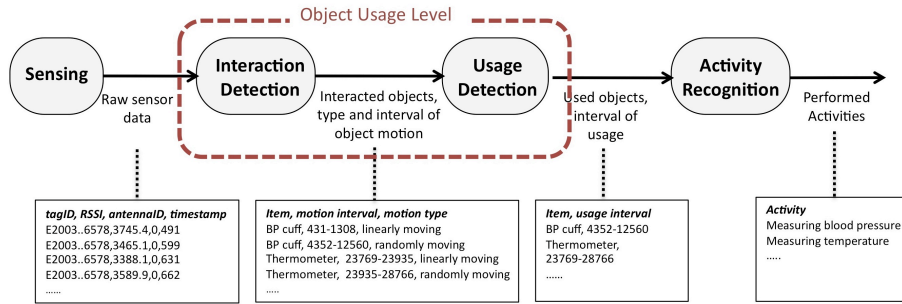 Object Usage Level
Sensing
Interaction
Detection
Usage
Detection
Activity
Recognition
Raw sensor
data
Interacted objects,
type and interval of
object motion
Used objects,
interval of
usage
Performed
Activities
tagID, RSSI, antennaID, timestamp
E2003..6578,3745.4,0,491
E2003..6578,3465.1,0,599
E2003..6578,3388.1,0,631
E2003..6578,3589.9,0,662
......
Item, motion interval, motion type
BP cuff, 431-1308, linearly moving
BP cuff, 4352-12560, randomly moving
Thermometer, 23769-23935, linearly moving
Thermometer, 23935-28766, randomly moving
.....
Item, usage interval
BP cuff, 4352-12560
Thermometer,
23769-28766
......
Activity
Measuring blood pressure
Measuring temperature
.....